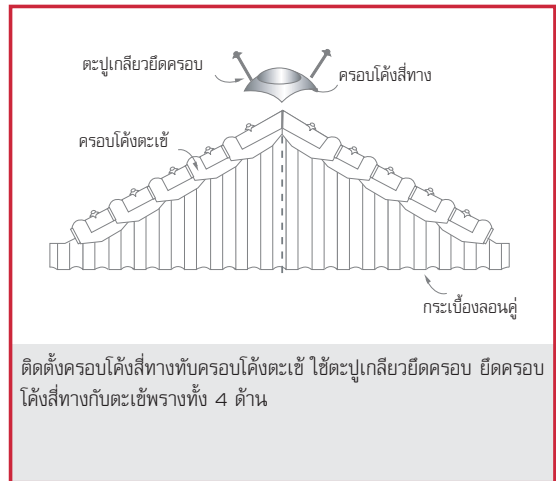 ตะปูเกลียวยึดครอบ
ครอบโค้งสี่ทาง
ครอบโค้งตะเข้
กระเบื้องลอนคู่
ติดตั้งครอบโค้งสี่ทางทับครอบโค้งตะเข้ ใช้ตะปูเกลียวยึดครอบ ยึดครอบ
โค้งสี่ทางกับตะเข้พรางทั้ง 4 ด้าน